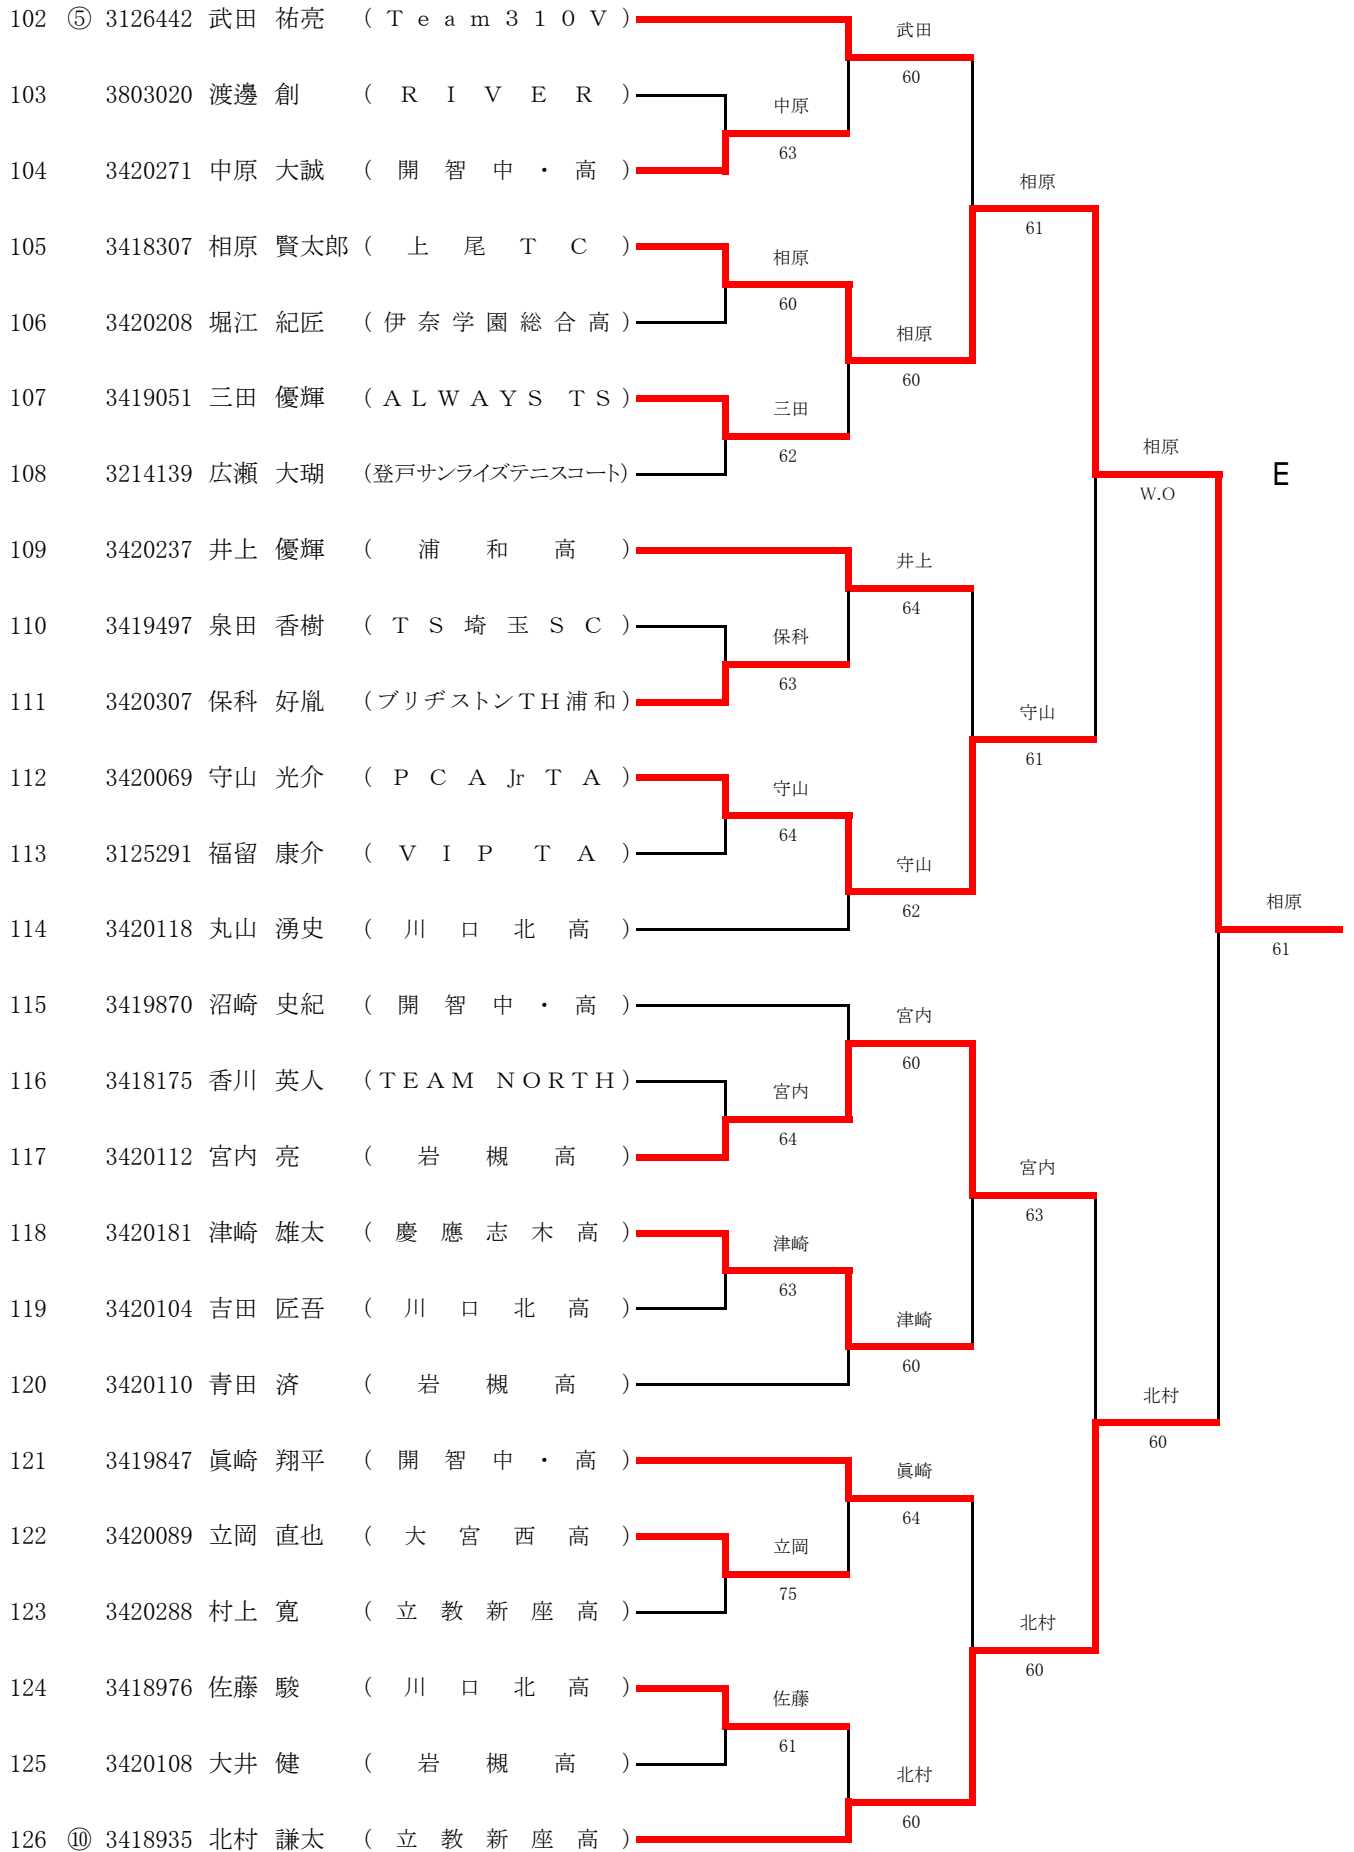 102 ⑤ 3126442 武田 祐亮 (Team310V)
武田
60
103 3803020 渡邊 創 (RIVER)
中原
63
104 3420271 中原 大誠 (開智中・高)
相原
61
105 3418307 相原 賢太郎 (上尾TC)
相原
60
106 3420208 堀江 紀匠 (伊奈学園総合高)
相原
60
107 3419051 三田 優輝 (ALWAYS TS)
三田
62
相原
W.O
E
108 3214139 広瀬 大瑚 (登戸サンライズテニスコート)
109 3420237 井上 優輝 (浦和高)
井上
64
110 3419497 泉田 香樹 (TS埼玉SC)
保科
63
111 3420307 保科 好胤 (ブリヂストンTH浦和)
守山
61
112 3420069 守山 光介 (PCAJrTA)
守山
64
113 3125291 福留 康介 (VIP TA)
守山
62
114 3420118 丸山 湧史 (川口北高)
相原
61
115 3419870 沼崎 史紀 (開智中・高)
宮内
60
116 3418175 香川 英人 (TEAM NORTH)
宮内
64
117 3420112 宮内 亮 (岩槻高)
宮内
63
118 3420181 津崎 雄太 (慶應志木高)
津崎
63
119 3420104 吉田 匠吾 (川口北高)
津崎
60
120 3420110 青田 済 (岩槻高)
北村
60
121 3419847 眞崎 翔平 (開智中・高)
眞崎
64
122 3420089 立岡 直也 (大宮西高)
立岡
75
123 3420288 村上 寛 (立教新座高)
北村
60
124 3418976 佐藤 駿 (川口北高)
佐藤
61
125 3420108 大井 健 (岩槻高)
北村
60
126 ⑩ 3418935 北村 謙太 (立教新座高)